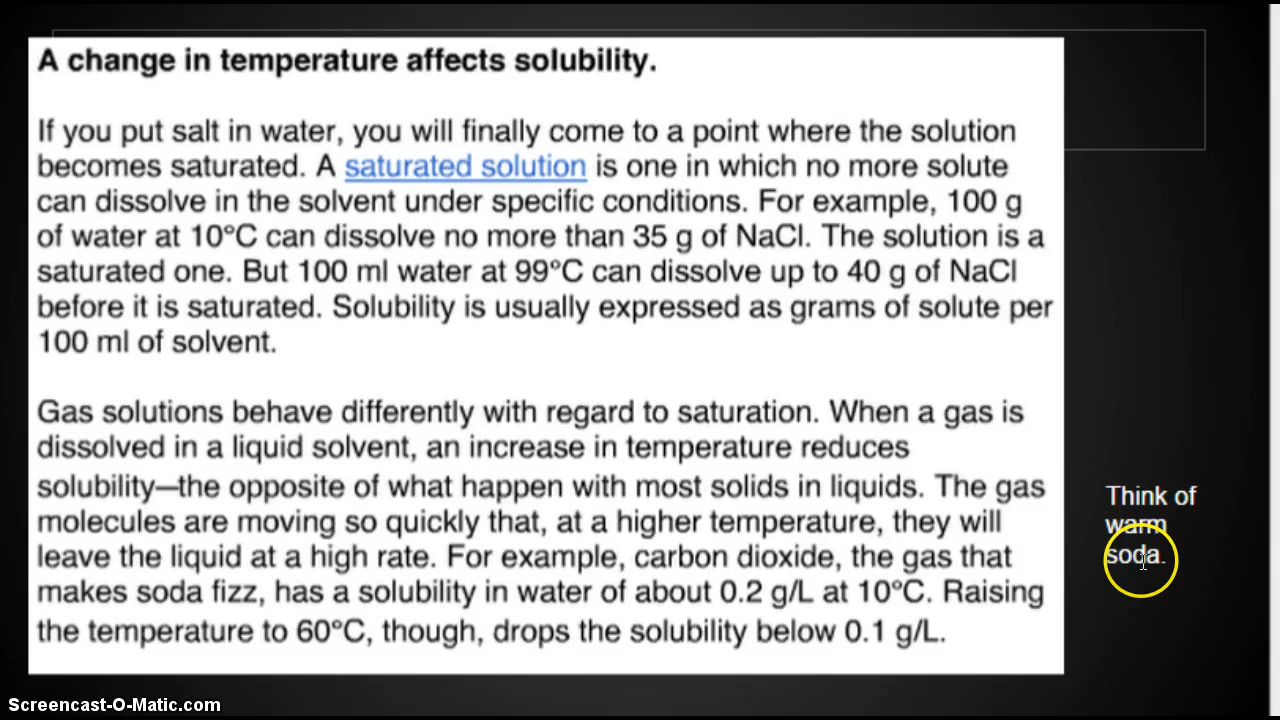 A change in temperature affects solubility.
If you put salt in water, you will finally come to a point where the solution
becomes saturated. A saturated solution is one in which no more solute
can dissolve in the solvent under specific conditions. For example, 100 g
of water at 10°C can dissolve no more than 35 g of NaCl. The solution is a
saturated one. But 100 ml water at 99°C can dissolve up to 40 g of NaCl
before it is saturated. Solubility is usually expressed as grams of solute per
100 ml of solvent.
Gas solutions behave differently with regard to saturation. When a gas is
dissolved in a liquid solvent, an increase in temperature reduces
solubility—the opposite of what happen with most solids in liquids. The gas
molecules are moving so quickly that, at a higher temperature, they will
leave the liquid at a high rate. For example, carbon dioxide, the gas that
makes soda fizz, has a solubility in water of about 0.2 g/L at 10°C. Raising
the temperature to 60°C, though, drops the solubility below 0.1 g/L.
Think of
warm
soda.
Screencast-O-Matic.com